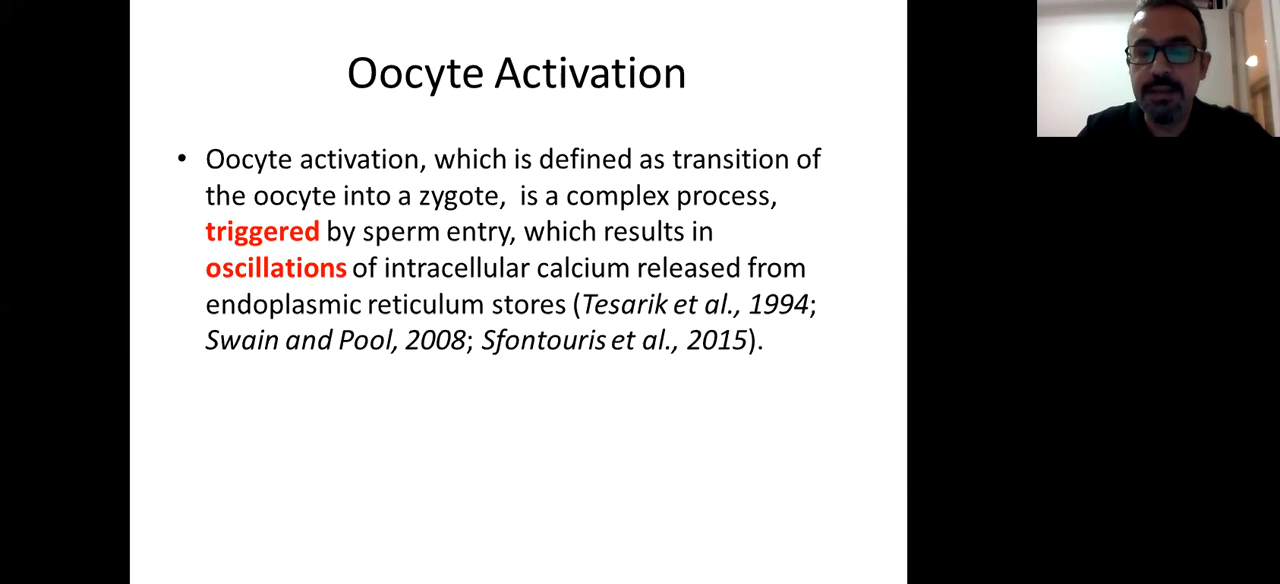 Oocyte Activation
• Oocyte activation, which is defined as transition of
the oocyte into a zygote, is a complex process,
triggered by sperm entry, which results in
oscillations of intracellular calcium released from
endoplasmic reticulum stores (Tesarik et al., 1994;
Swain and Pool, 2008; Sfontouris et al., 2015).